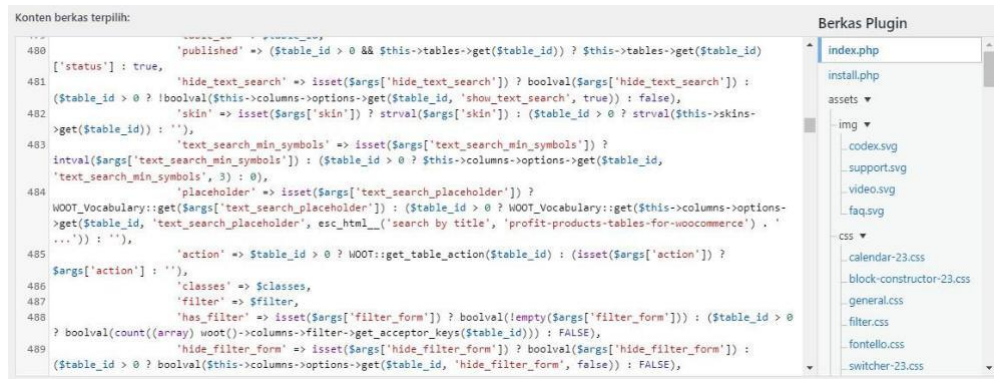 Konten berkas terpilih:
480 'published' => ($table_id > 0 && $this->tables->get($table_id)) ? $this->tables->get($table_id)
['status'] : true,
481 'hide_text_search' => isset($args['hide_text_search']) ? boolval($args['hide_text_search']) :
($table_id > 0 ? !boolval($this->columns->options->get($table_id, 'show_text_search', true)) : false),
482 'skin' => isset($args['skin']) ? strval($args['skin']) : ($table_id > 0 ? strval($this->skins-
>get($table_id)) : ''),
483 'text_search_min_symbols' => isset($args['text_search_min_symbols']) ?
intval($args['text_search_min_symbols']) : ($table_id > 0 ? $this->columns->options->get($table_id,
'text_search_min_symbols', 3) : 0),
484 'placeholder' => isset($args['text_search_placeholder']) ?
WOOT_Vocabulary::get($args['text_search_placeholder']) : ($table_id > 0 ? WOOT_Vocabulary::get($this->columns->options-
>get($table_id, 'text_search_placeholder', esc_html__('search by title', 'profit-products-tables-for-woocommerce') . '
...')) : ''),
485 'action' => $table_id > 0 ? WOOT::get_table_action($table_id) : (isset($args['action']) ?
$args['action'] : ''),
486 'classes' => $classes,
487 'filter' => $filter,
488 'has_filter' => isset($args['filter_form']) ? boolval(!empty($args['filter_form'])) : ($table_id > 0
? boolval(count((array) woot()->columns->filter->get_acceptor_keys($table_id))) : FALSE),
489 'hide_filter_form' => isset($args['hide_filter_form']) ? boolval($args['hide_filter_form']) :
($table_id > 0 ? boolval($this->columns->options->get($table_id, 'hide_filter_form', false)) : FALSE),
Berkas Plugin
index.php
install.php
assets ▼
img ▼
codex.svg
support.svg
video.svg
faq.svg
css ▼
calendar-23.css
block-constructor-23.css
general.css
filter.css
fontello.css
switcher-23.css